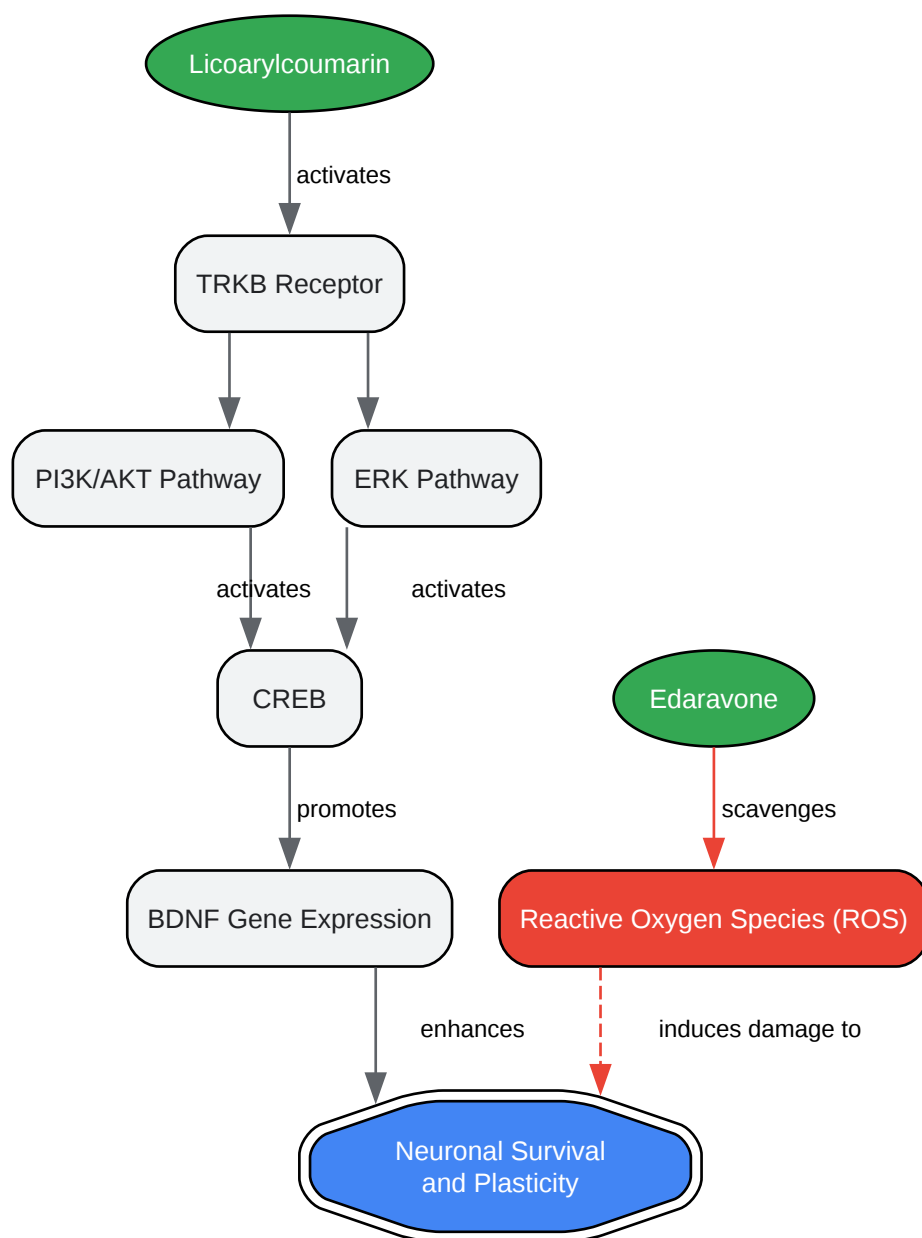 Licoarylcoumarin
activates
TRKB Receptor
PI3K/AKT Pathway
ERK Pathway
activates
activates
CREB
Edaravone
promotes
scavenges
BDNF Gene Expression
Reactive Oxygen Species (ROS)
enhances
induces damage to
Neuronal Survival
and Plasticity